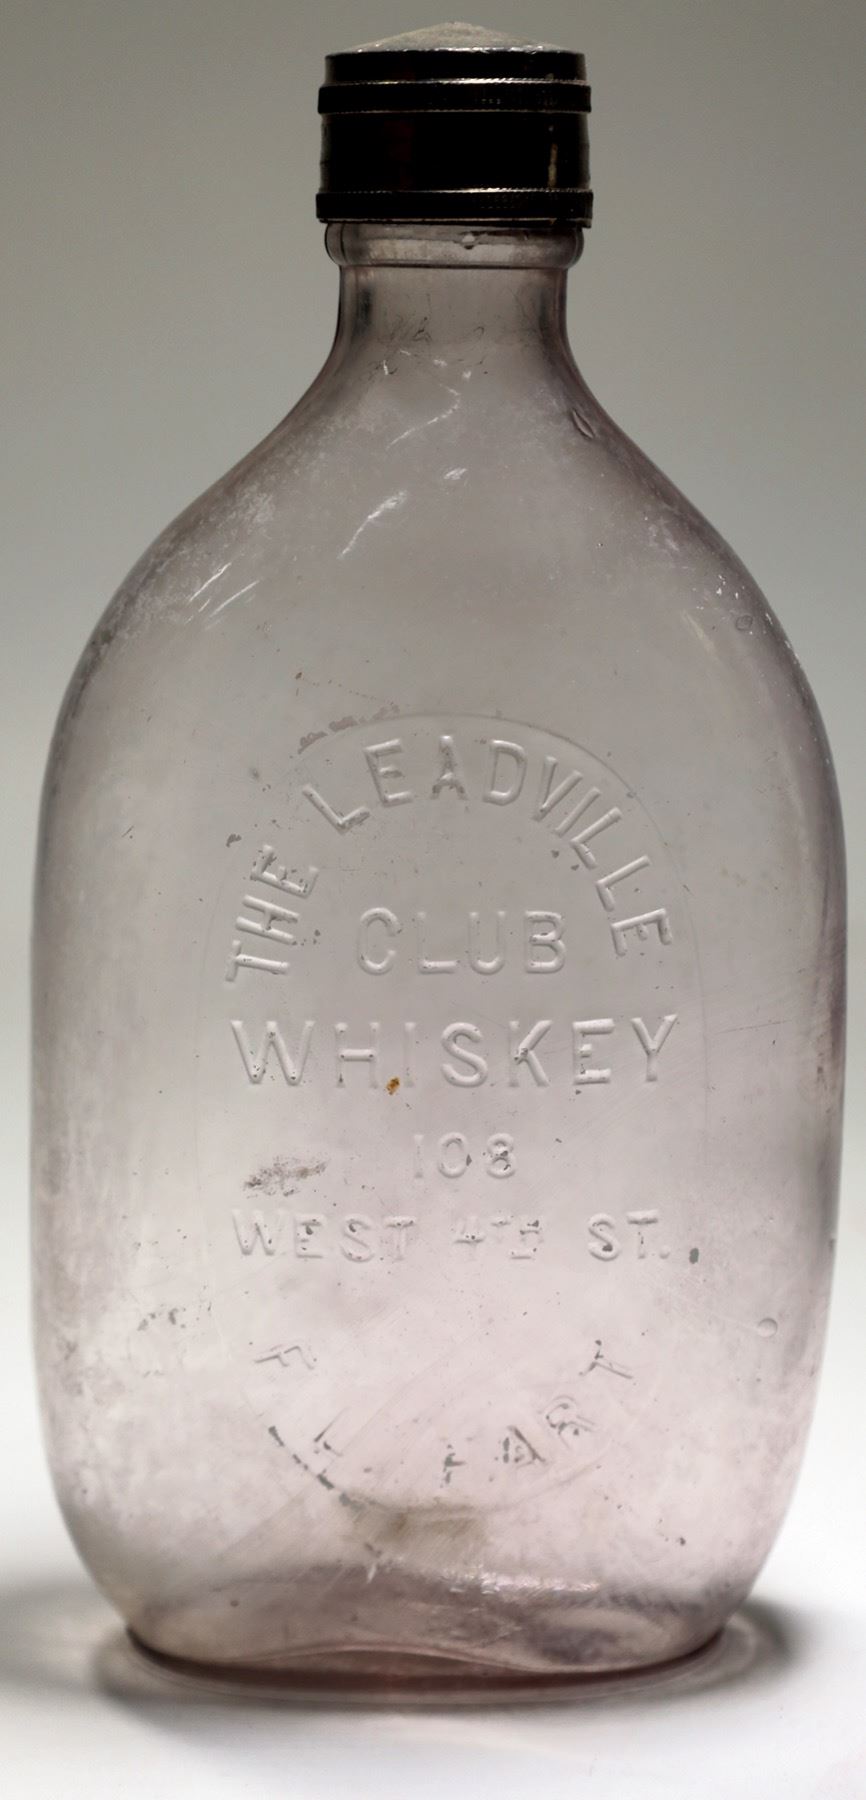 THE LEADVILLE
CLUB
WHISKEY
108
WEST 4TH ST.